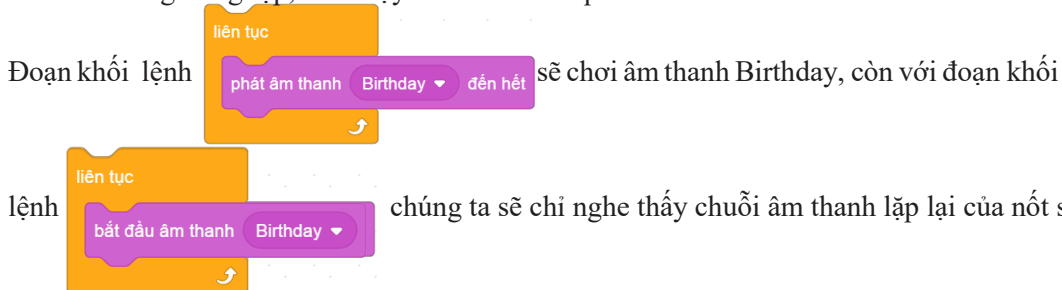 liên tục
Đoạn khối lệnh phát âm thanh Birthday đến hết sẽ chơi âm thanh Birthday, còn với đoạn khối
liên tục
lệnh bắt đầu âm thanh Birthday chúng ta sẽ chỉ nghe thấy chuỗi âm thanh lặp lại của nốt